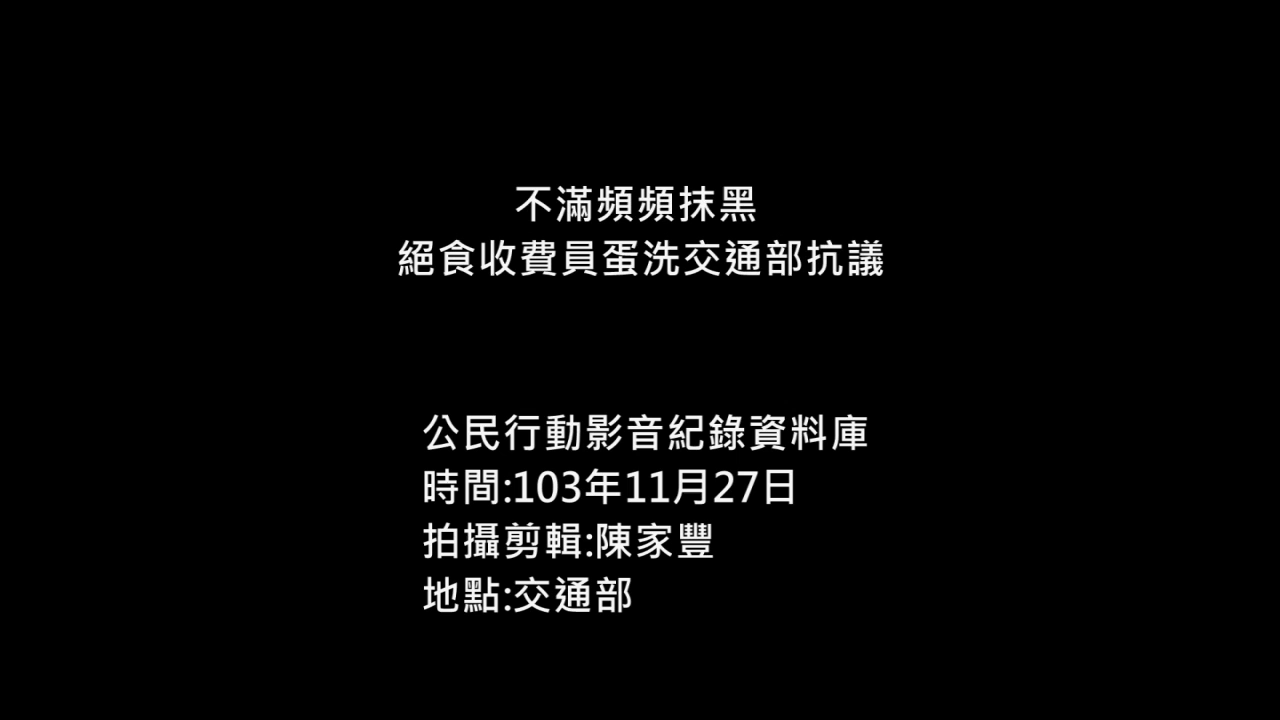 不滿頻頻抹黑
絕食收費員蛋洗交通部抗議
公民行動影音紀錄資料庫
時間:103年11月27日
拍攝剪輯:陳家豐
地點:交通部